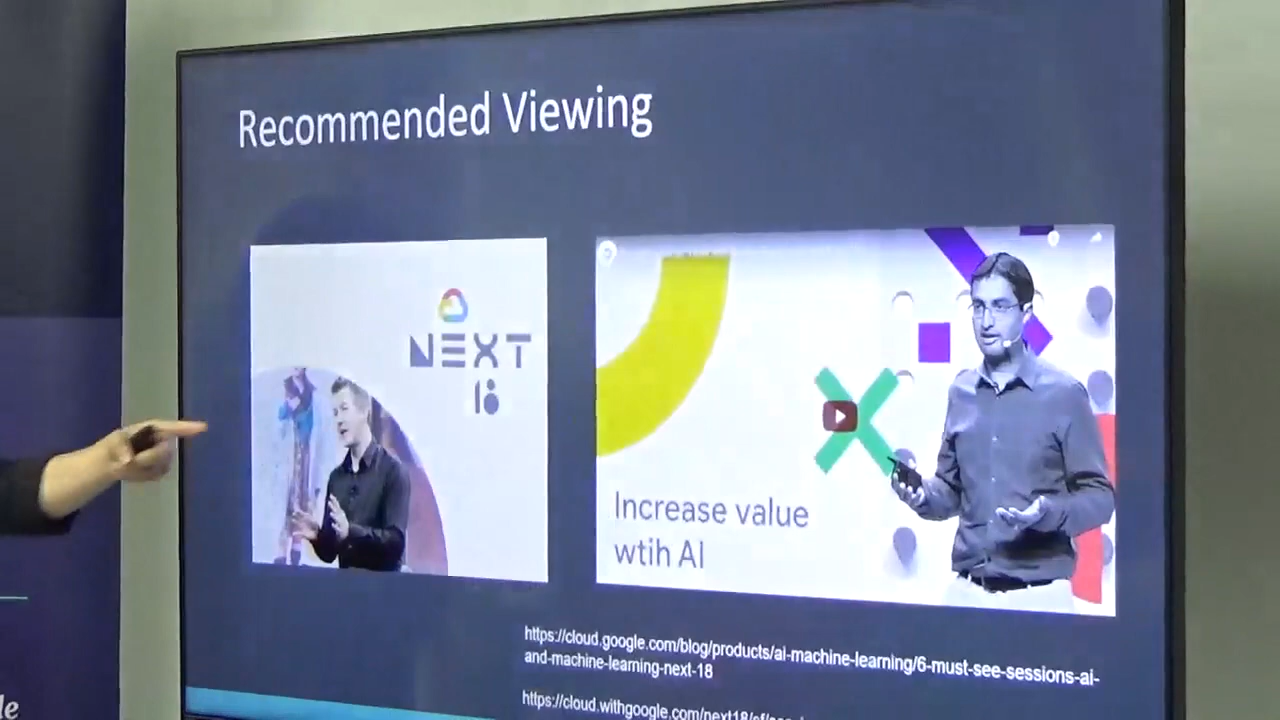 Recommended Viewing
NEXT
18
Increase value
wtih AI
https://cloud.google.com/blog/products/ai-machine-learning/6-must-see-sessions-ai-
and-machine-learning-next-18
https://cloud.withgoogle.com/next18/sf/